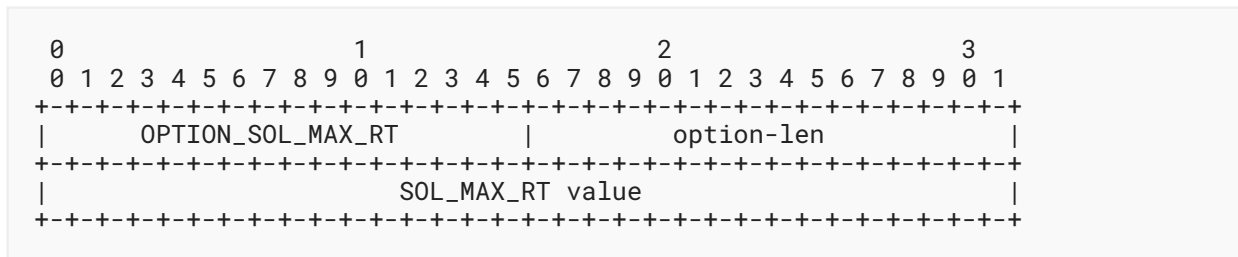 0                   1                   2                   3
 0 1 2 3 4 5 6 7 8 9 0 1 2 3 4 5 6 7 8 9 0 1 2 3 4 5 6 7 8 9 0 1
+-+-+-+-+-+-+-+-+-+-+-+-+-+-+-+-+-+-+-+-+-+-+-+-+-+-+-+-+-+-+-+-+
|      OPTION_SOL_MAX_RT        |         option-len            |
+-+-+-+-+-+-+-+-+-+-+-+-+-+-+-+-+-+-+-+-+-+-+-+-+-+-+-+-+-+-+-+-+
|                       SOL_MAX_RT value                        |
+-+-+-+-+-+-+-+-+-+-+-+-+-+-+-+-+-+-+-+-+-+-+-+-+-+-+-+-+-+-+-+-+